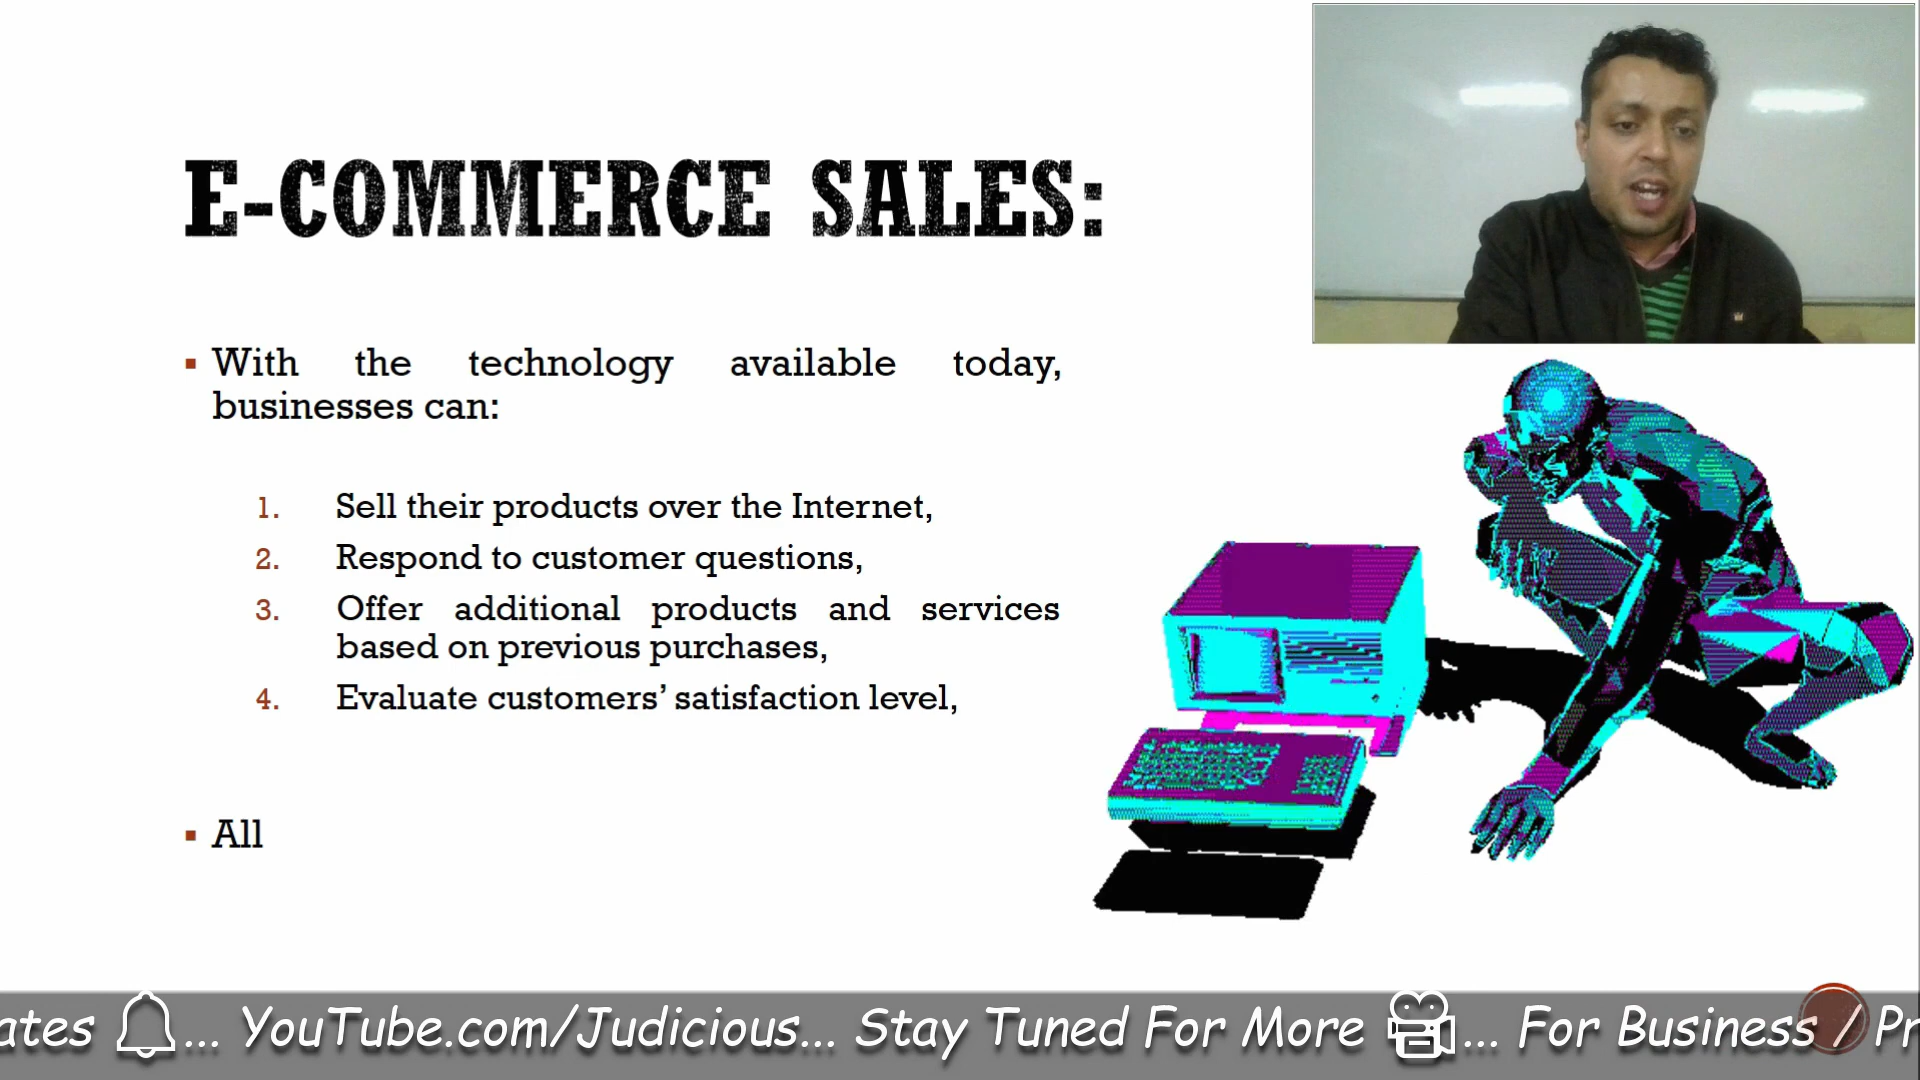 E-COMMERCE SALES:
▪ With the technology available today,
businesses can:
1. Sell their products over the Internet,
2. Respond to customer questions,
3. Offer additional products and services
based on previous purchases,
4. Evaluate customers’ satisfaction level,
▪ All
ates 🔔... YouTube.com/Judicious... Stay Tuned For More 🎥... For Business / Pr